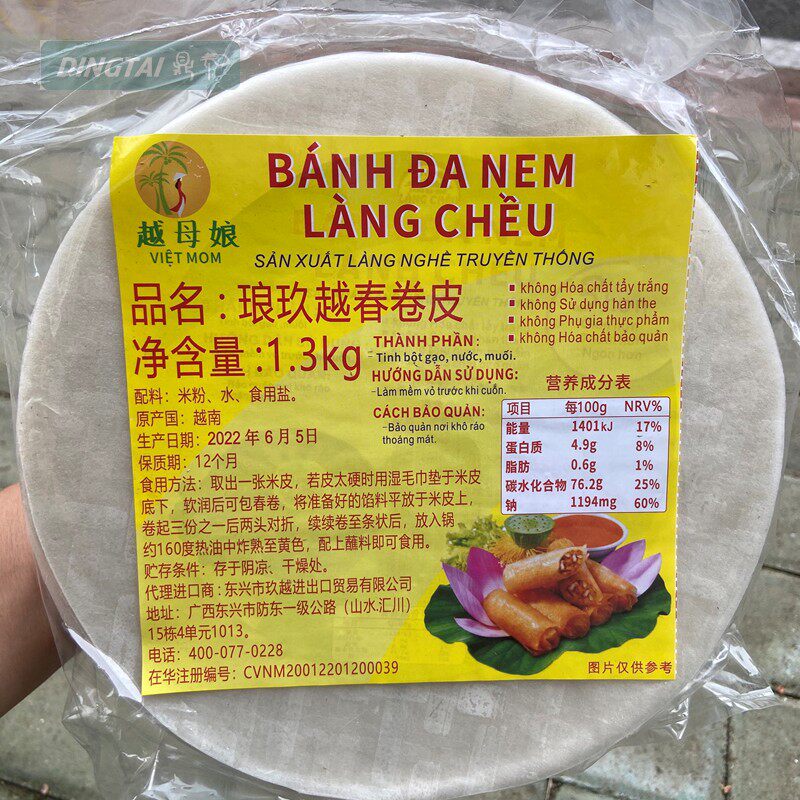 DINGTAI 鼎
越母娘
VIỆT MOM
BÁNH ĐA NEM
LÀNG CHỀU
SẢN XUẤT LÀNG NGHỀ TRUYỀN THỐNG
品名：琅玖越春卷皮
净含量:1.3kg
không Hóa chất tẩy trắng
không Sử dụng hàn the
không Phụ gia thực phẩm
không Hóa chất bảo quản
THÀNH PHẦN:
-Tinh bột gạo, nước, muối.
HƯỚNG DẪN SỬ DỤNG:
-Làm mềm vỏ trước khi cuốn.
CÁCH BẢO QUẢN:
-Bảo quản nơi khô ráo
thoáng mát.
配料：米粉、水、食用盐。
原产国：越南
生产日期：2022年6月5日
保质期：12个月
食用方法：取出一张米皮，若皮太硬时用湿毛巾垫于米皮
底下，软润后可包春卷，将准备好的馅料平放于米皮上，
卷起三份之一后两头对折，续续卷至条状后，放入锅
约160度热油中炸熟至黄色，配上蘸料即可食用。
贮存条件：存于阴凉、干燥处。
代理进口商：东兴市玖越进出口贸易有限公司
地址：广西东兴市防东一级公路（山水汇川）
15栋4单元1013。
电话：400-077-0228
在华注册编号：CVNM20012201200039
营养成分表
项目 每100g NRV%
能量 1401kJ 17%
蛋白质 4.9g 8%
脂肪 0.6g 1%
碳水化合物 76.2g 25%
钠 1194mg 60%
图片仅供参考